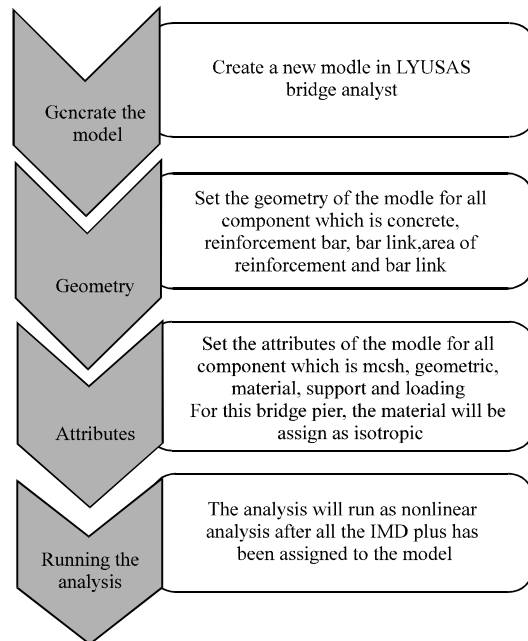 Gcncratc the
model
Create a new modle in LYUSAS
bridge analyst
Geometry
Set the geometry of the modle for all
component which is concrete,
reinforcement bar, bar link,area of
reinforcement and bar link
Attributes
Set the attributes of the modle for all
component which is mcsh, geometric,
material, support and loading
For this bridge pier, the material will be
assign as isotropic
Running the
analysis
The analysis will run as nonlinear
analysis after all the IMD plus has
been assigned to the model